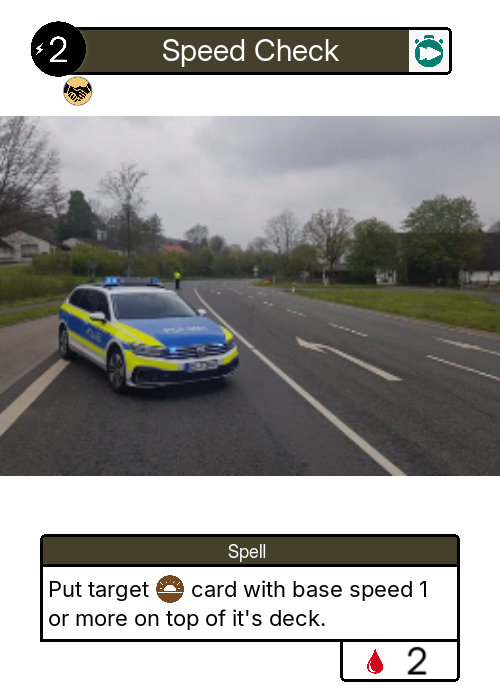 2
Speed Check
POLIZEI
Spell
Put target card with base speed 1
or more on top of it's deck.
2